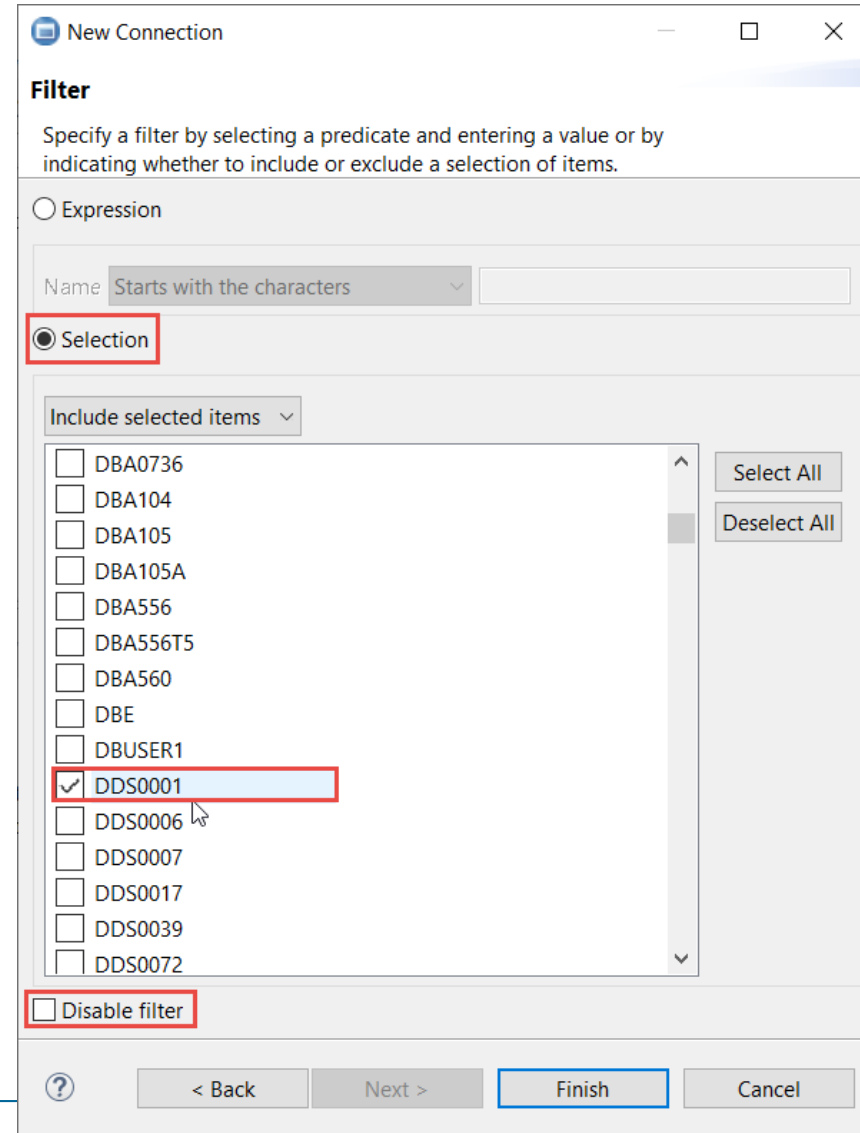 New Connection
Filter
Specify a filter by selecting a predicate and entering a value or by
indicating whether to include or exclude a selection of items.
Expression
Name Starts with the characters
Selection
Include selected items
DBA0736
DBA104
DBA105
DBA105A
DBA556
DBA556T5
DBA560
DBE
DBUSER1
DDS0001
DDS0006
DDS0007
DDS0017
DDS0039
DDS0072
Select All
Deselect All
Disable filter
? < Back Next > Finish Cancel